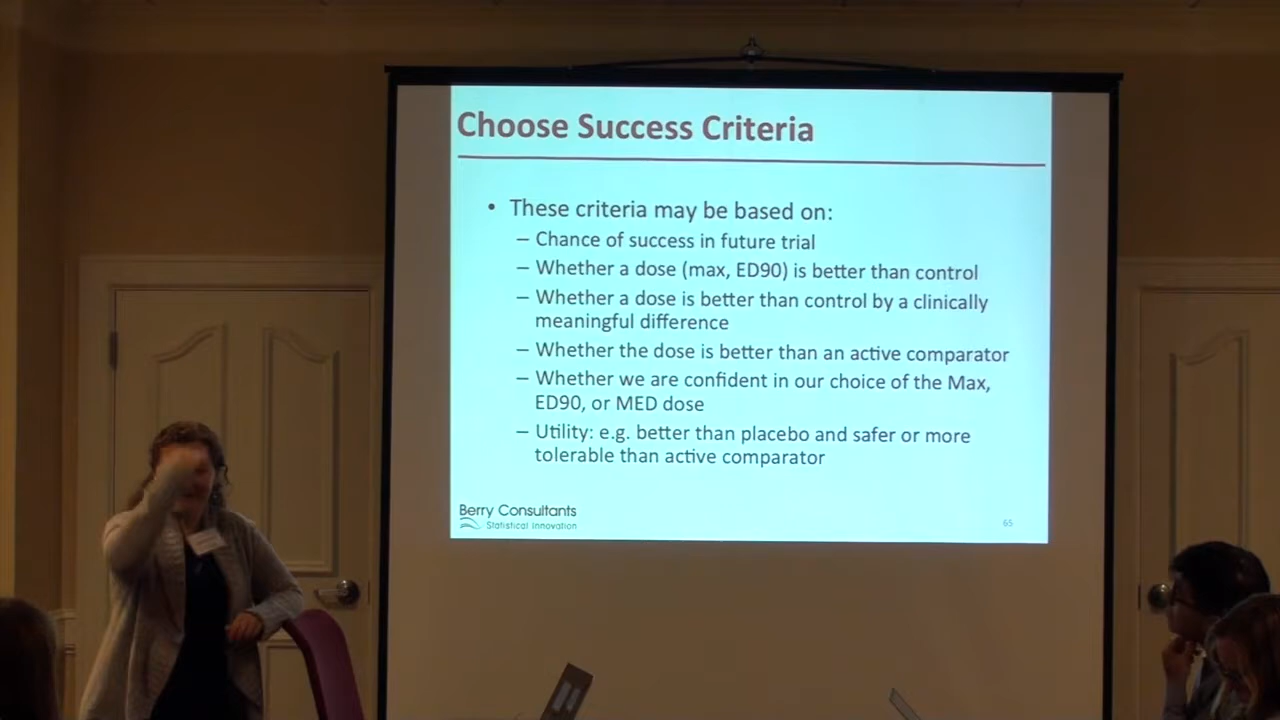 Choose Success Criteria
• These criteria may be based on:
– Chance of success in future trial
– Whether a dose (max, ED90) is better than control
– Whether a dose is better than control by a clinically
meaningful difference
– Whether the dose is better than an active comparator
– Whether we are confident in our choice of the Max,
ED90, or MED dose
– Utility: e.g. better than placebo and safer or more
tolerable than active comparator
Berry Consultants
Statistical Innovation
65